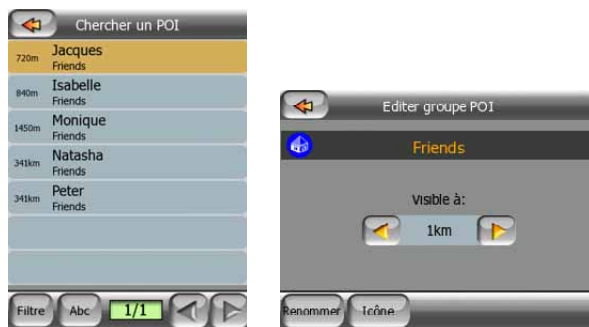 Chercher un POI
720m Jacques
Friends
840m Isabelle
Friends
1450m Monique
Friends
341km Natasha
Friends
341km Peter
Friends
Filtre Abc 1/1
Editer groupe POI
Friends
Visible à:
1km
Renommer Icône